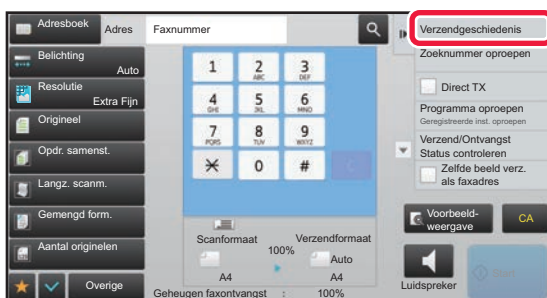 Adresboek
Adres
Faxnummer
Belichting
Auto
Resolutie
Extra Fijn
Origineel
Opdr. samenst.
Langz. scanm.
Gemengd form.
Aantal originelen
Overige
1
2
ABC
3
DEF
4
GHI
5
JKL
6
MNO
7
PQRS
8
TUV
9
WXYZ
0
#
C
Scanformaat
100%
Verzendformaat
A4
Auto
A4
Geheugen faxontvangst : 100%
Verzendgeschiedenis
Zoeknummer oproepen
Direct TX
Programma oproepen
Geregistreerde inst. oproepen
Verzend/Ontvangst
Status controleren
Zelfde beeld verz.
als faxadres
Voorbeeld-
weergave
CA
Luidspreker
Start